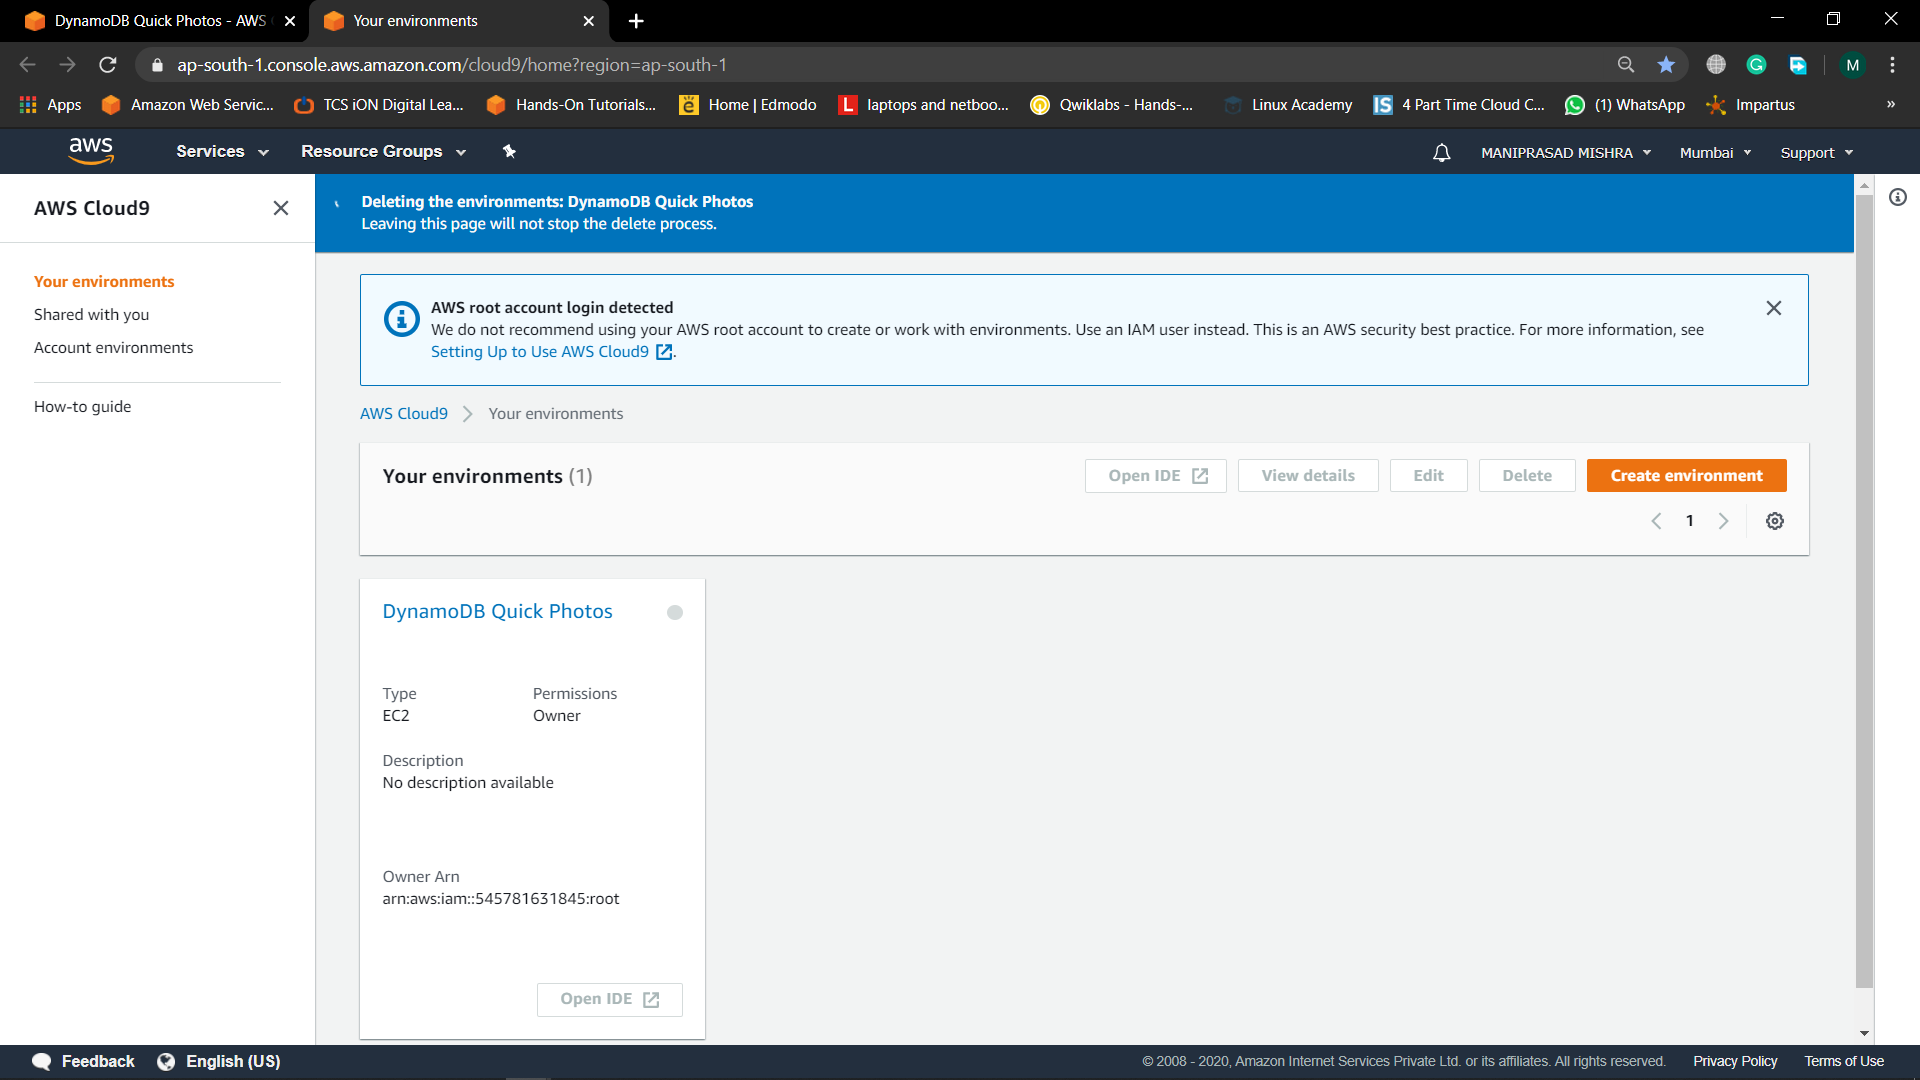 DynamoDB Quick Photos - AWS
Your environments
ap-south-1.console.aws.amazon.com/cloud9/home?region=ap-south-1
M
Apps
Amazon Web Servic...
TCS iON Digital Lea...
Hands-On Tutorials...
Home | Edmodo
laptops and netboo...
Qwiklabs - Hands-...
Linux Academy
4 Part Time Cloud C...
(1) WhatsApp
Impartus
»
aws
Services
Resource Groups
MANIPRASAD MISHRA
Mumbai
Support
AWS Cloud9
Your environments
Shared with you
Account environments
How-to guide
Deleting the environments: DynamoDB Quick Photos
Leaving this page will not stop the delete process.
AWS root account login detected
We do not recommend using your AWS root account to create or work with environments. Use an IAM user instead. This is an AWS security best practice. For more information, see
Setting Up to Use AWS Cloud9 .
AWS Cloud9
Your environments
Your environments (1)
Open IDE
View details
Edit
Delete
Create environment
1
DynamoDB Quick Photos
Type
EC2
Permissions
Owner
Description
No description available
Owner Arn
arn:aws:iam::545781631845:root
Open IDE
Feedback
English (US)
© 2008 - 2020, Amazon Internet Services Private Ltd. or its affiliates. All rights reserved.
Privacy Policy
Terms of Use